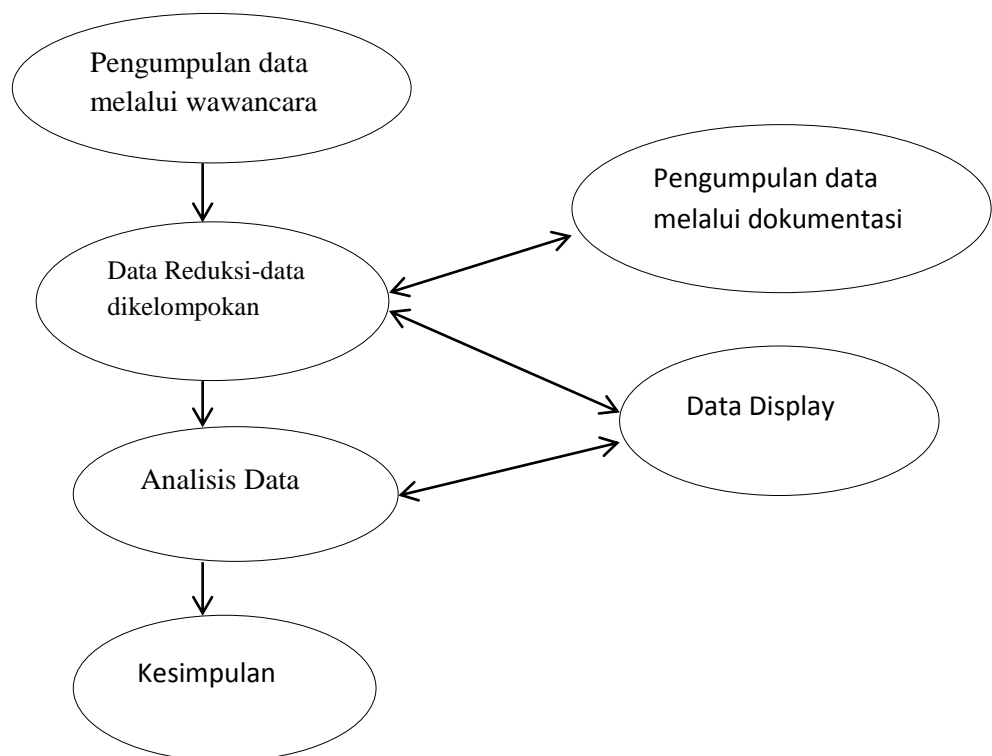 Pengumpulan data
melalui wawancara
Pengumpulan data
melalui dokumentasi
Data Reduksi-data
dikelompokan
Data Display
Analisis Data
Kesimpulan